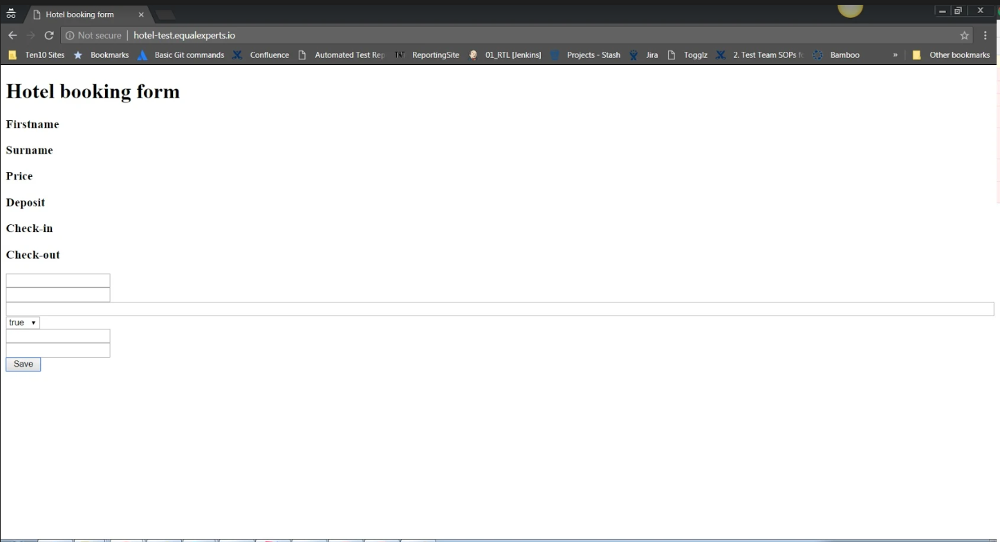 Hotel booking form
Not secure | hotel-test.equalexperts.io
Ten10 Sites Bookmarks Basic Git commands Confluence Automated Test Rep ReportingSite 01_RTL [Jenkins] Projects - Stash Jira Togglz 2. Test Team SOPs fo Bamboo » Other bookmarks
Hotel booking form
Firstname
Surname
Price
Deposit
Check-in
Check-out
true
Save